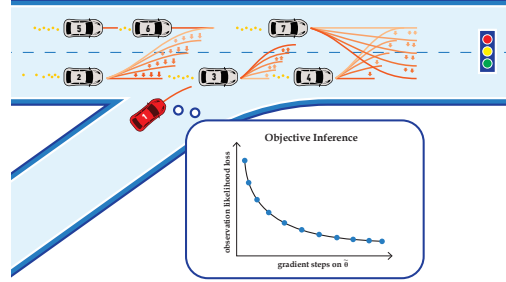 5
6
7
2
3
4
1
Objective Inference
observation likelihood loss
gradient steps on θ̃